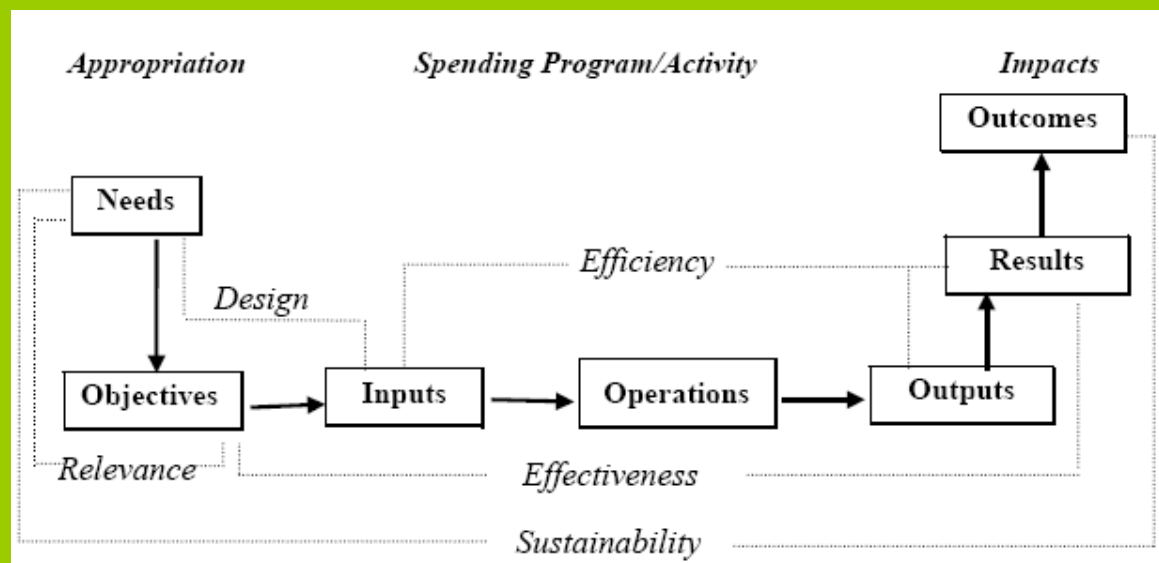 Appropriation Spending Program/Activity Impacts
Outcomes
Needs
Efficiency Results
Design
Objectives Inputs Operations Outputs
Relevance Effectiveness
Sustainability